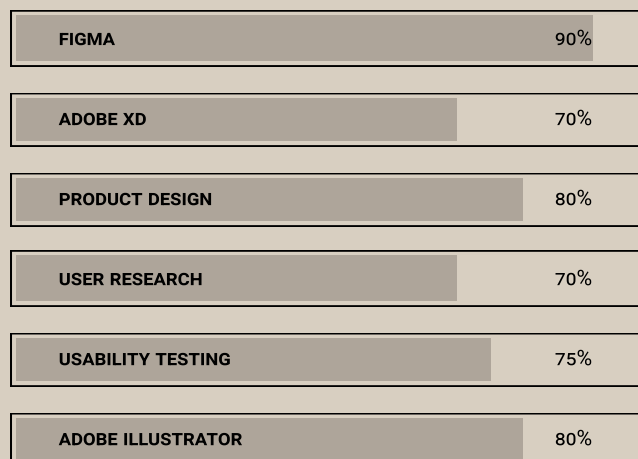 FIGMA 90%
ADOBE XD 70%
PRODUCT DESIGN 80%
USER RESEARCH 70%
USABILITY TESTING 75%
ADOBE ILLUSTRATOR 80%